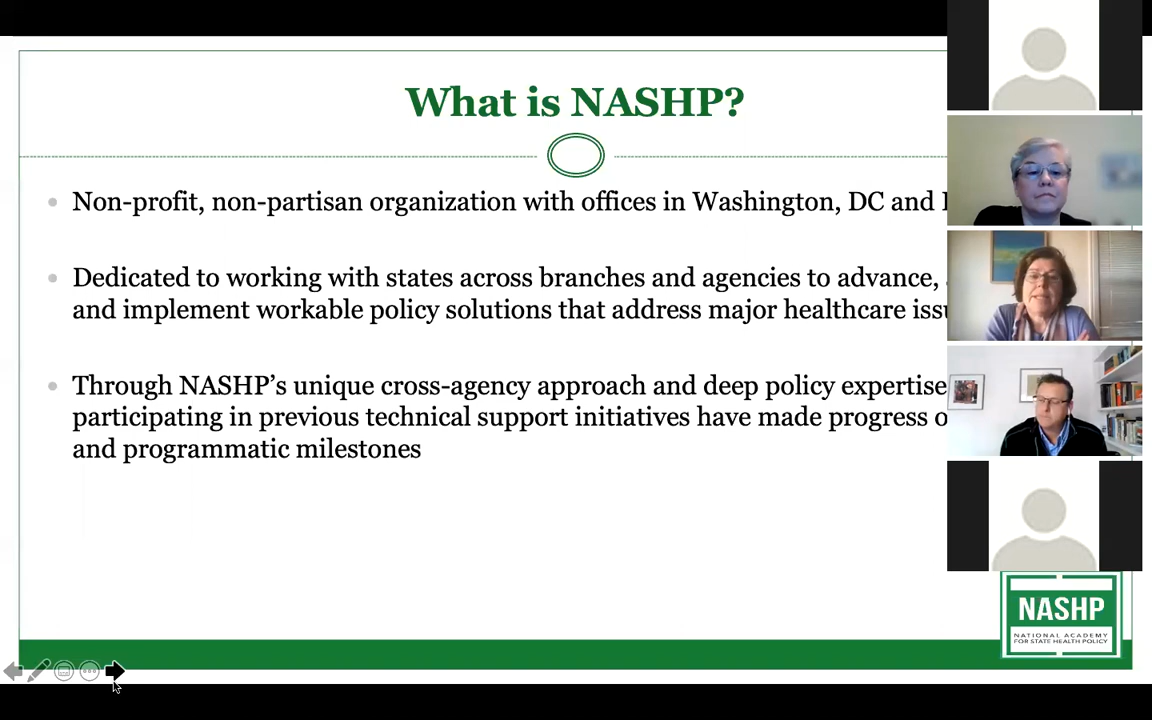 What is NASHP?
Non-profit, non-partisan organization with offices in Washington, DC and
Dedicated to working with states across branches and agencies to advance,
and implement workable policy solutions that address major healthcare
Through NASHP's unique cross-agency approach and deep policy expertise
participating in previous technical support initiatives have made progress
and programmatic milestones
NASHP
NATIONAL ACADEMY
FOR STATE HEALTH POLICY